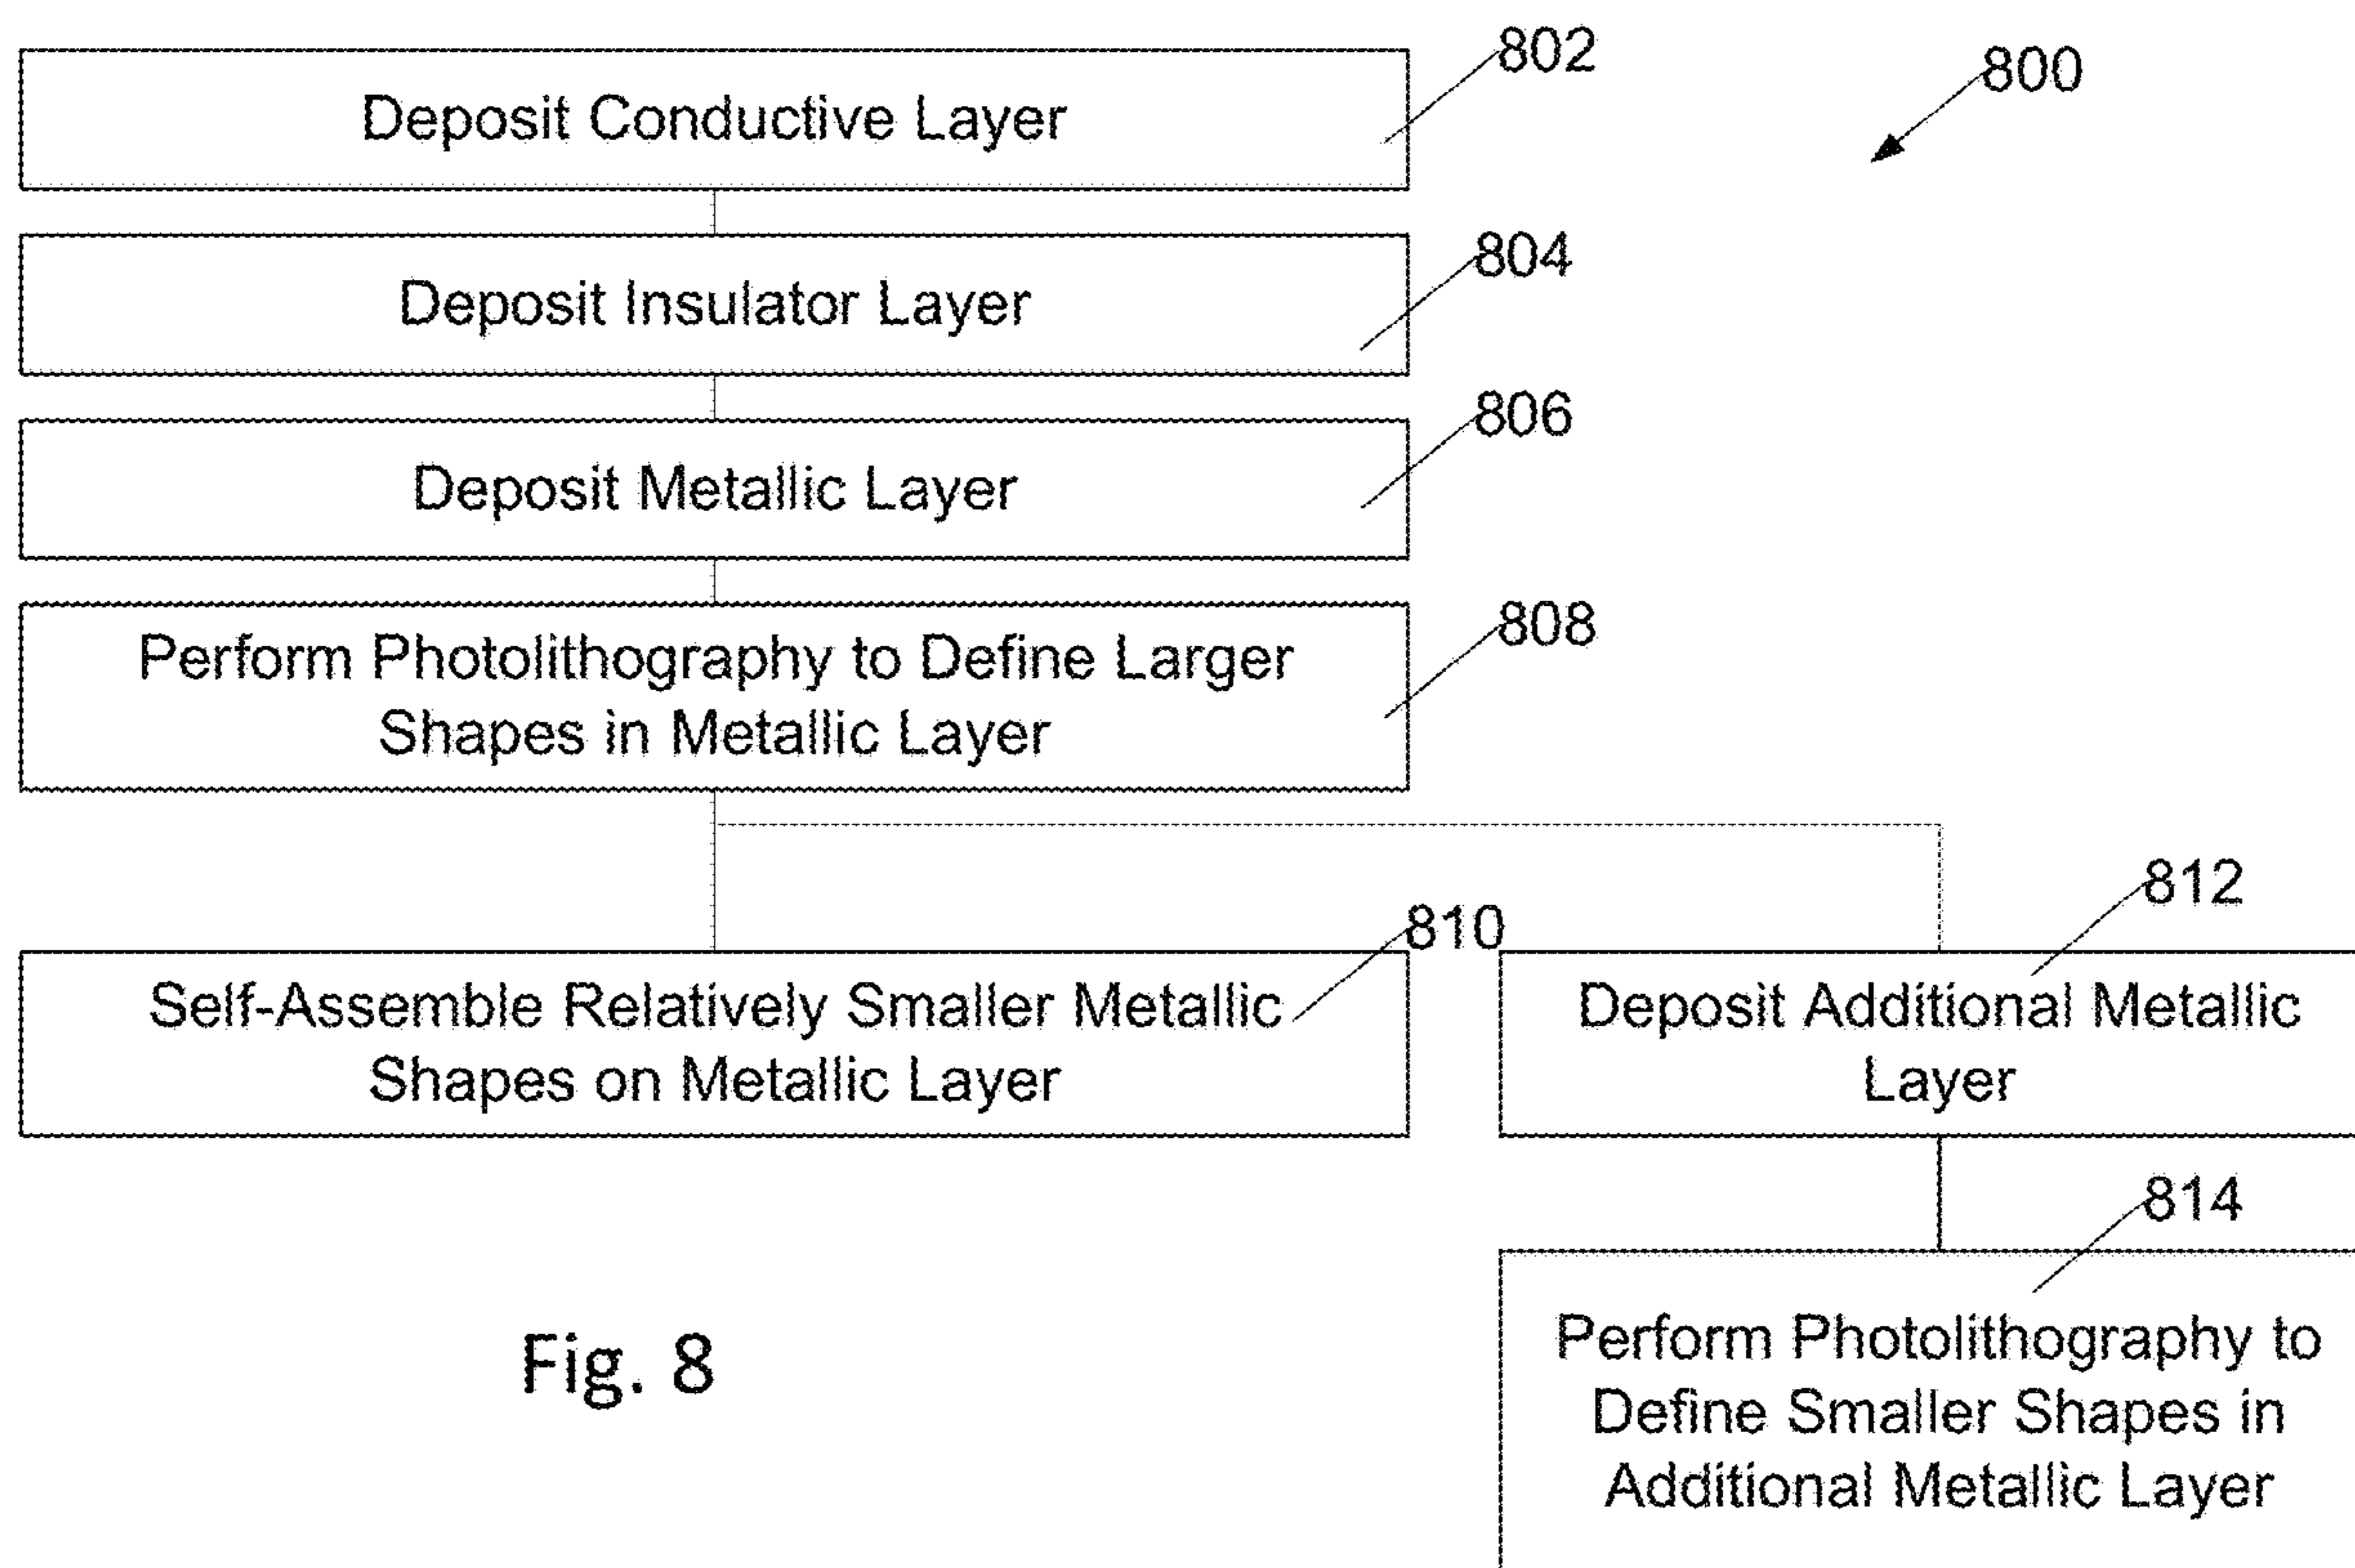 802
800
Deposit Conductive Layer
804
Deposit Insulator Layer
806
Deposit Metallic Layer
808
Perform Photolithography to Define Larger
Shapes in Metallic Layer
812
810
Self-Assemble Relatively Smaller Metallic
Shapes on Metallic Layer
Deposit Additional Metallic
Layer
814
Perform Photolithography to
Define Smaller Shapes in
Additional Metallic Layer
Fig. 8